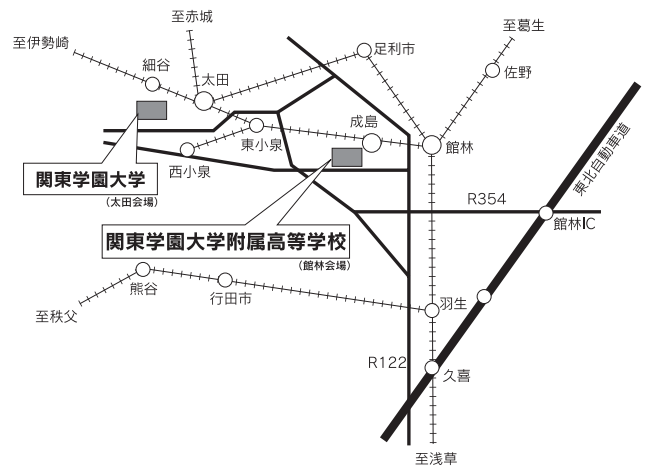 至赤城
至葛生
至伊勢崎
足利市
細谷
太田
佐野
成島
東小泉
館林
関東学園大学
(太田会場)
西小泉
東北自動車道
R354
館林IC
関東学園大学附属高等学校
(館林会場)
熊谷
行田市
羽生
至秩父
R122
久喜
至浅草